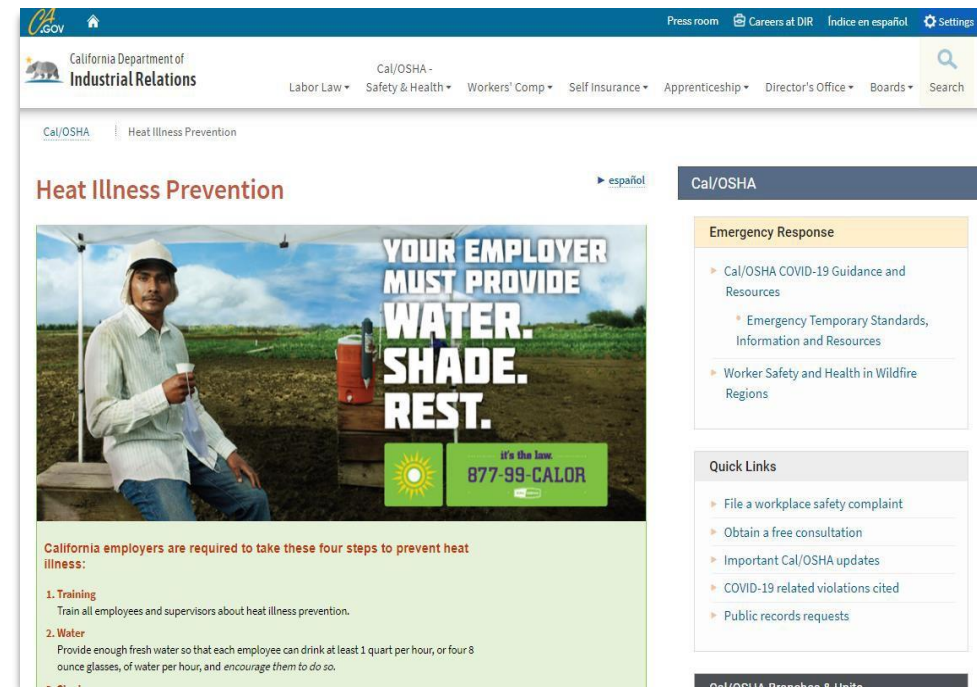 CA
.GOV
Press room
Careers at DIR
Índice en español
Settings
California Department of
Industrial Relations
Labor Law
Cal/OSHA -
Safety & Health
Workers' Comp
Self Insurance
Apprenticeship
Director's Office
Boards
Search
Cal/OSHA
Heat Illness Prevention
Heat Illness Prevention
español
YOUR EMPLOYER
MUST PROVIDE
WATER.
SHADE.
REST.
it's the law.
877-99-CALOR
California employers are required to take these four steps to prevent heat
illness:
1. Training
Train all employees and supervisors about heat illness prevention.
2. Water
Provide enough fresh water so that each employee can drink at least 1 quart per hour, or four 8
ounce glasses, of water per hour, and encourage them to do so.
Cal/OSHA
Emergency Response
Cal/OSHA COVID-19 Guidance and
Resources
Emergency Temporary Standards,
Information and Resources
Worker Safety and Health in Wildfire
Regions
Quick Links
File a workplace safety complaint
Obtain a free consultation
Important Cal/OSHA updates
COVID-19 related violations cited
Public records requests
Cal/OSHA Branches & Units